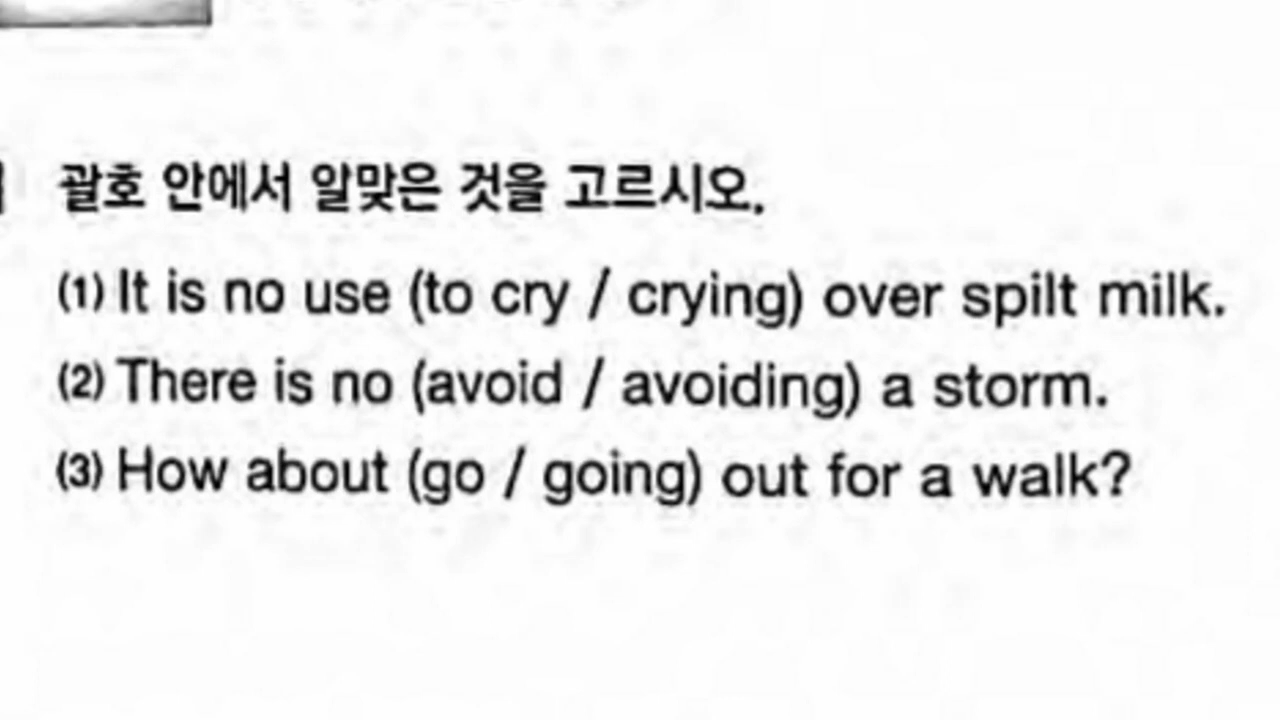 괄호 안에서 알맞은 것을 고르시오.
(1) It is no use (to cry / crying) over spilt milk.
(2) There is no (avoid / avoiding) a storm.
(3) How about (go / going) out for a walk?